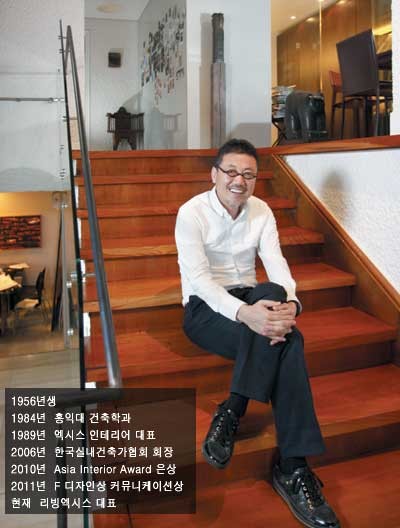 1956년생
1984년 홍익대 건축학과
1989년 엑시스 인테리어 대표
2006년 한국실내건축가협회 회장
2010년 Asia Interior Award 은상
2011년 F 디자인상 커뮤니케이션상
현재 리빙엑시스 대표